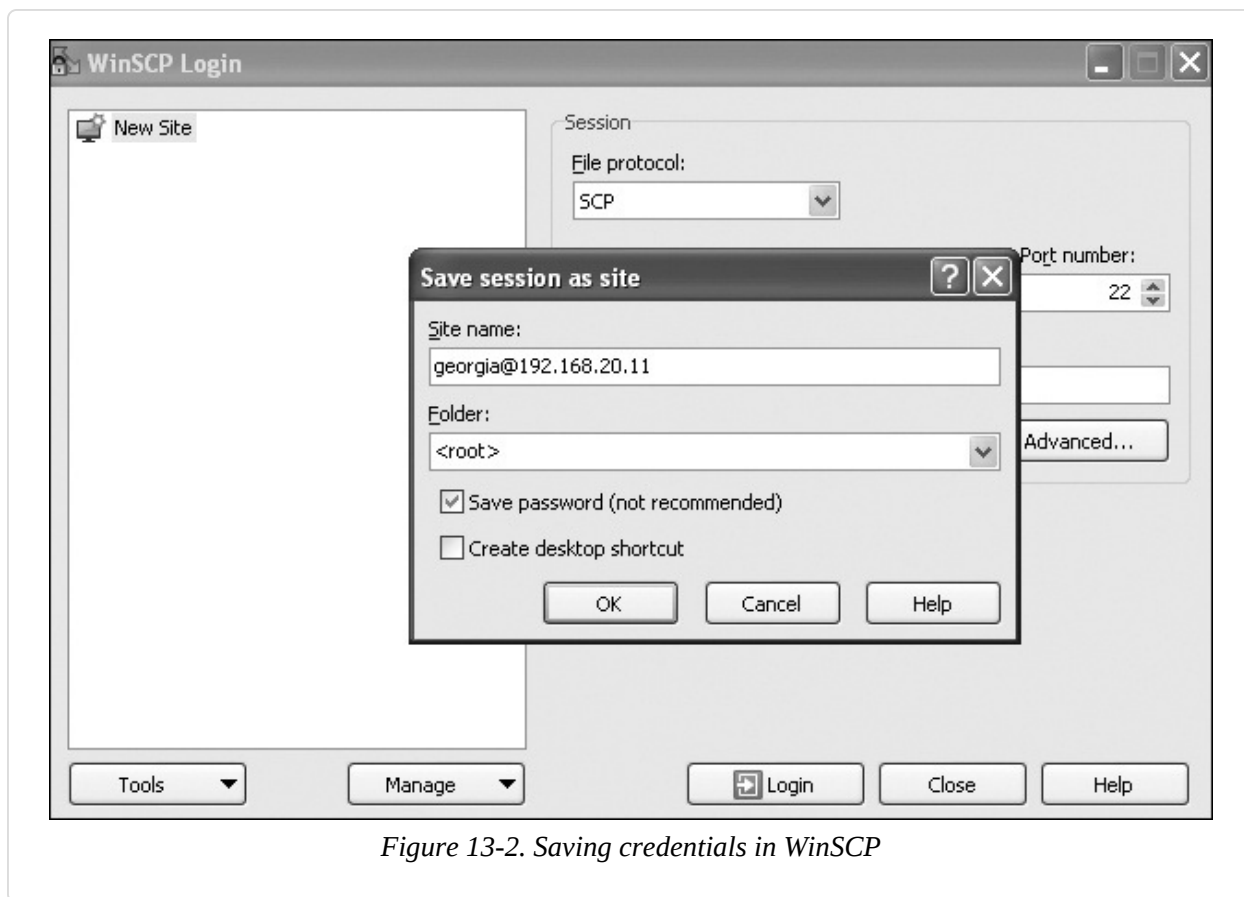 WinSCP Login
New Site
Session
File protocol:
SCP
Port number:
22
Advanced...
Save session as site
Site name:
georgia@192.168.20.11
Folder:
<root>
Save password (not recommended)
Create desktop shortcut
OK Cancel Help
Tools Manage Login Close Help
Figure 13-2. Saving credentials in WinSCP